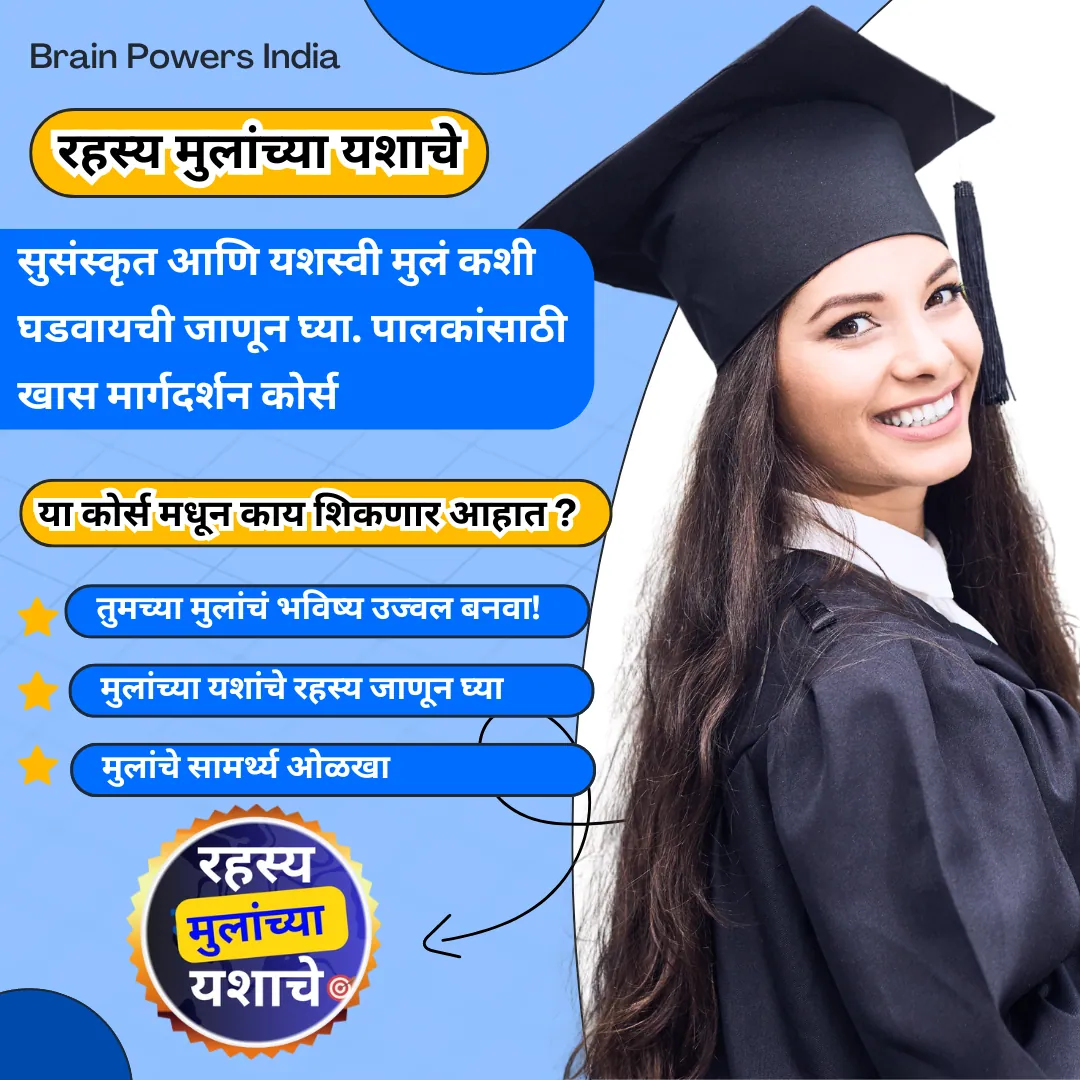 Brain Powers India
रहस्य मुलांच्या यशाचे
सुसंस्कृत आणि यशस्वी मुलं कशी
घडवायची जाणून घ्या. पालकांसाठी
खास मार्गदर्शन कोर्स
या कोर्स मधून काय शिकणार आहात ?
तुमच्या मुलांचं भविष्य उज्वल बनवा!
मुलांच्या यशांचे रहस्य जाणून घ्या
मुलांचे सामर्थ्य ओळखा
रहस्य
मुलांच्या
यशाचे